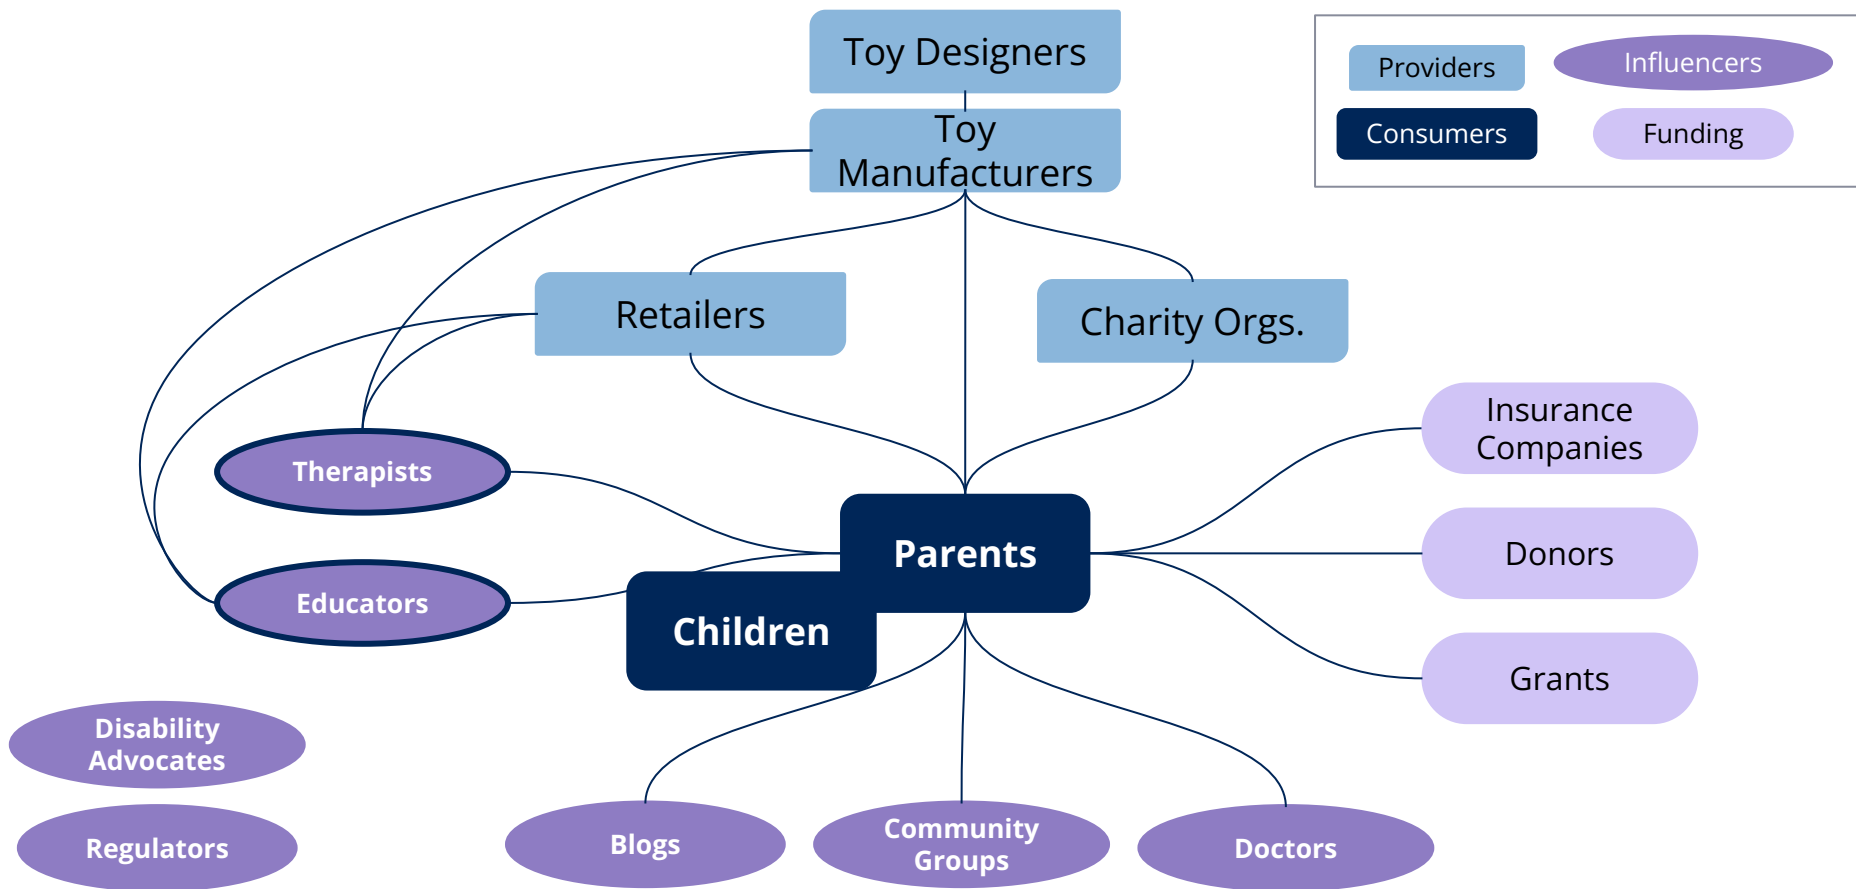 Toy Designers
Toy
Manufacturers
Providers
Influencers
Consumers
Funding
Retailers
Charity Orgs.
Insurance
Companies
Therapists
Parents
Donors
Educators
Children
Grants
Disability
Advocates
Regulators
Blogs
Community
Groups
Doctors